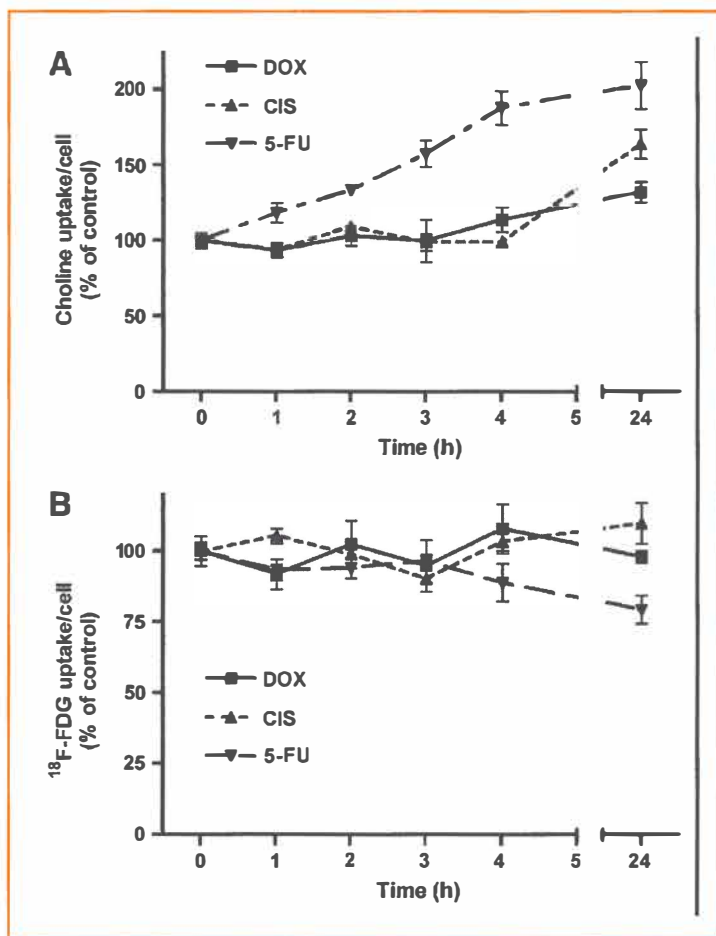 A
DOX
CIS
5-FU
Choline uptake/cell
(% of control)
200
150
100
50
0
0 1 2 3 4 5 24
Time (h)
B
18F-FDG uptake/cell
(% of control)
100
75
50
25
0
DOX
CIS
5-FU
0 1 2 3 4 5 24
Time (h)